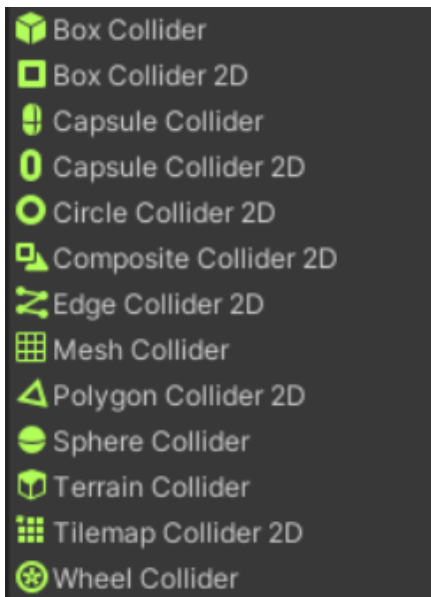 Box Collider
Box Collider 2D
Capsule Collider
Capsule Collider 2D
Circle Collider 2D
Composite Collider 2D
Edge Collider 2D
Mesh Collider
Polygon Collider 2D
Sphere Collider
Terrain Collider
Tilemap Collider 2D
Wheel Collider